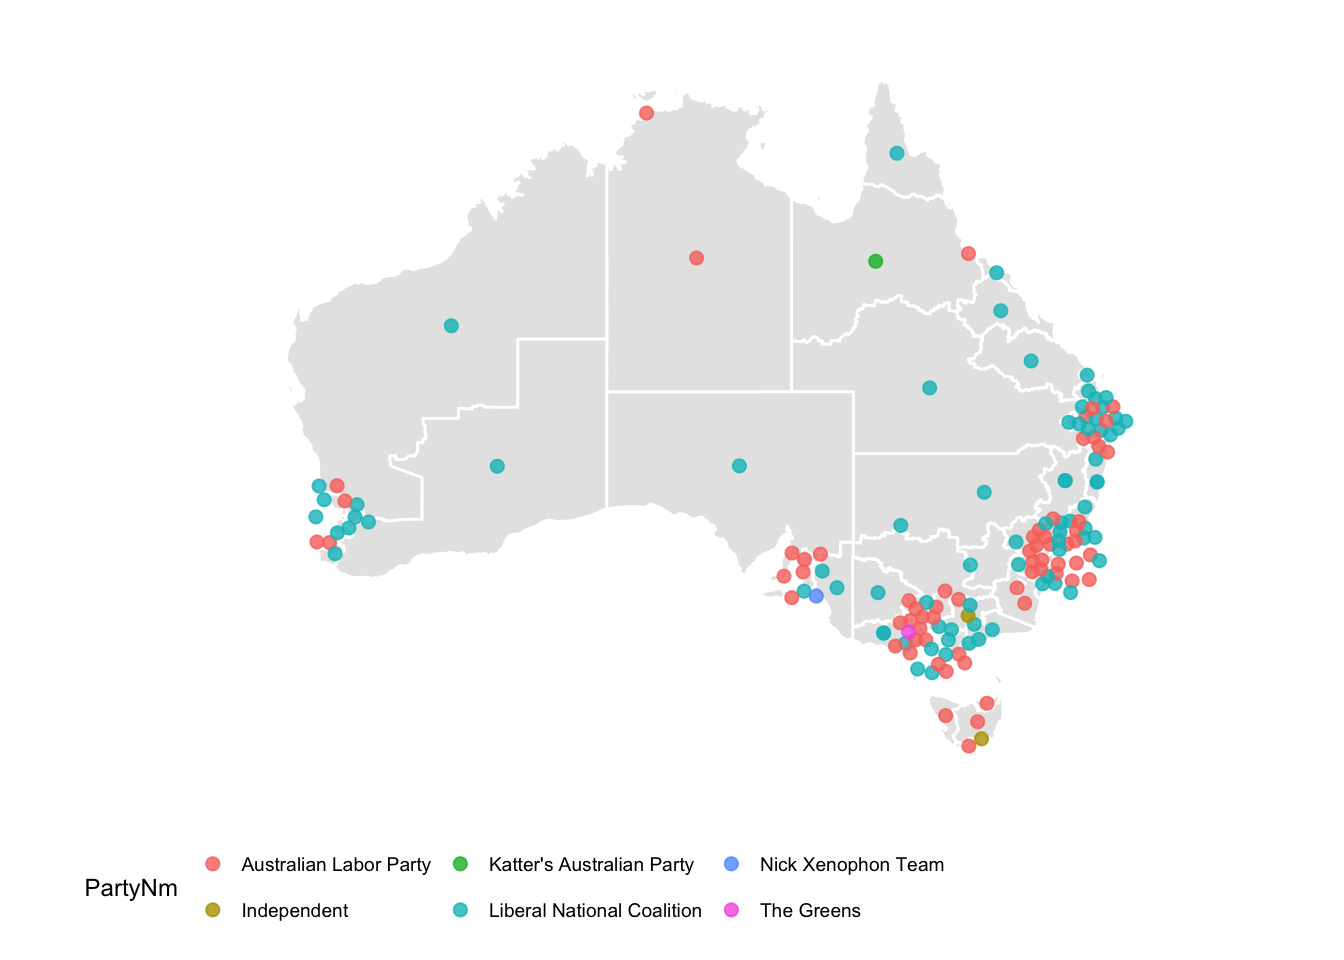 PartyNm
Australian Labor Party
Katter's Australian Party
Nick Xenophon Team
Independent
Liberal National Coalition
The Greens